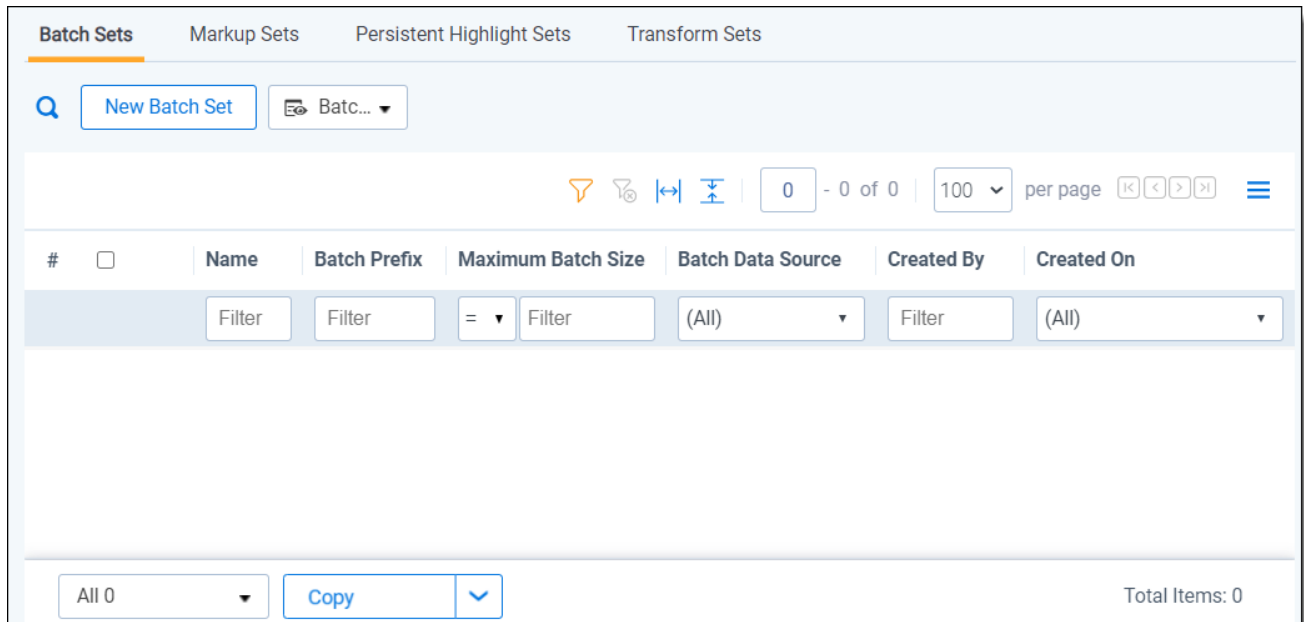 Batch Sets Markup Sets Persistent Highlight Sets Transform Sets
New Batch Set Batc...
0 - 0 of 0 100 per page
# Name Batch Prefix Maximum Batch Size Batch Data Source Created By Created On
Filter Filter = Filter (All) Filter (All)
All 0 Copy Total Items: 0